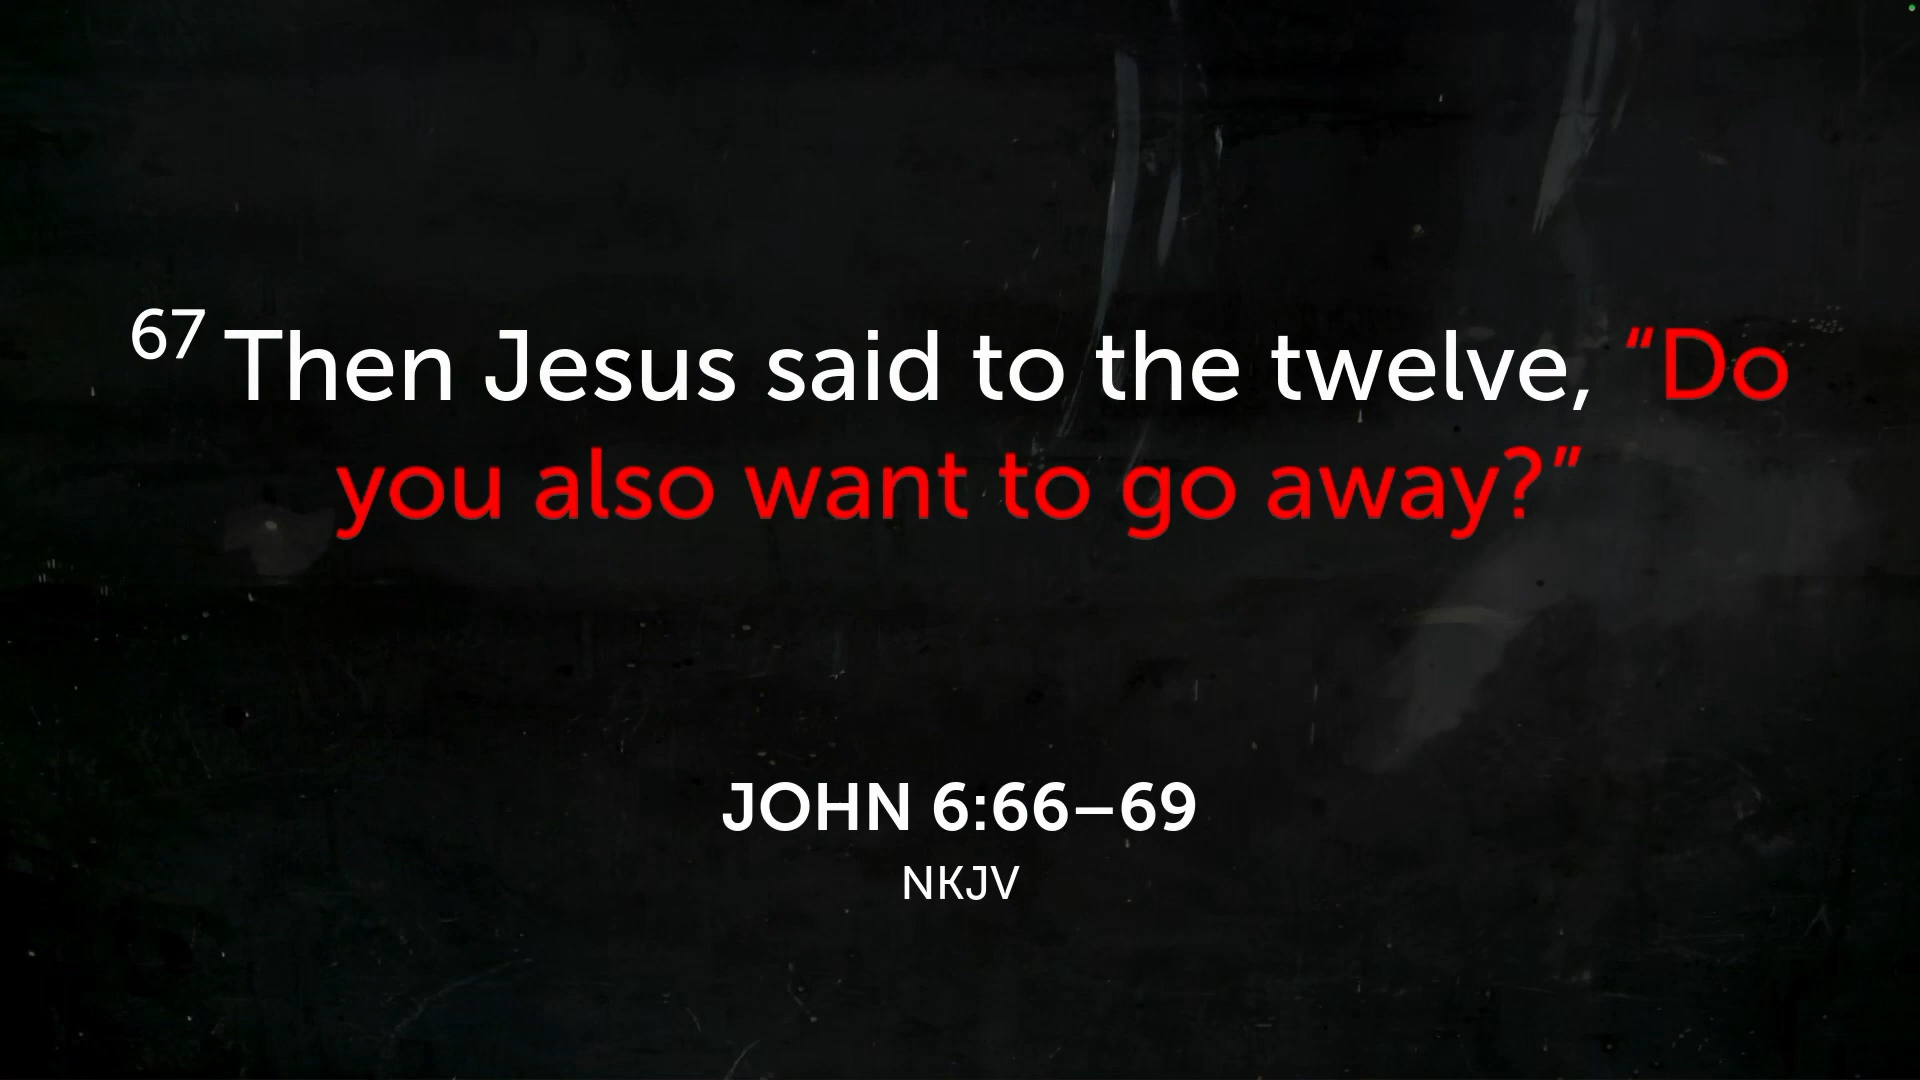 67 Then Jesus said to the twelve, “Do
you also want to go away?”
JOHN 6:66–69
NKJV